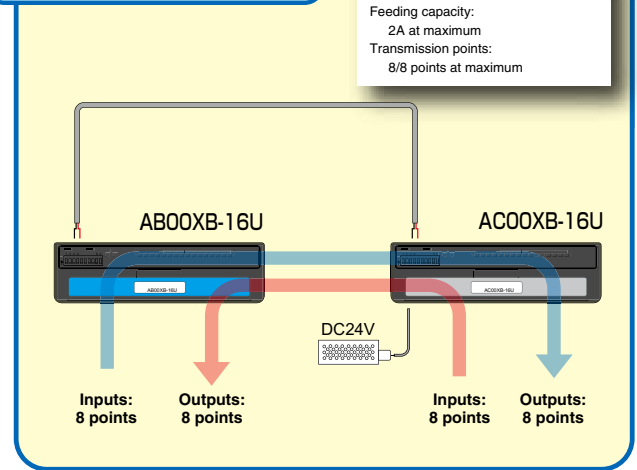 Feeding capacity:
2A at maximum
Transmission points:
8/8 points at maximum
AB00XB-16U
AC00XB-16U
AB00XB-16U
AC00XB-16U
DC24V
Inputs:
8 points
Outputs:
8 points
Inputs:
8 points
Outputs:
8 points